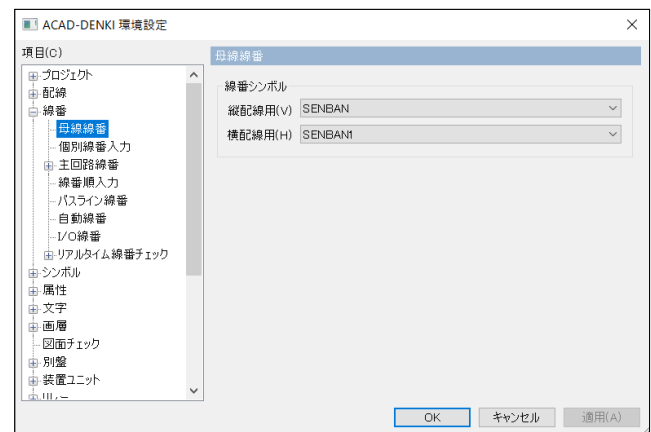 ACAD-DENKI 環境設定
項目(C)
プロジェクト
配線
線番
母線線番
個別線番入力
主回路線番
線番順入力
パスライン線番
自動線番
I/O線番
リアルタイム線番チェック
シンボル
属性
文字
画層
図面チェック
別盤
装置ユニット
リレー
母線線番
線番シンボル
縦配線用(V) SENBAN
横配線用(H) SENBAN1
OK キャンセル 適用(A)